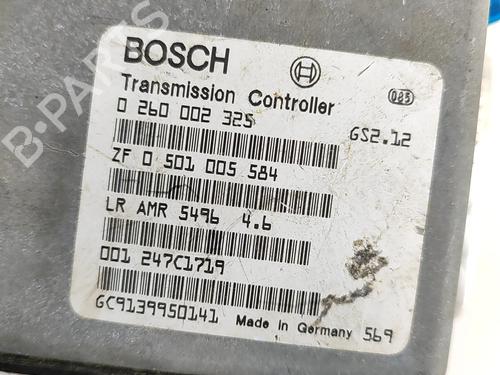 BOSCH
Transmission Controller
085
0 260 002 325
GS2.12
ZF 0 501 005 584
LR AMR 5496 4.6
001 247C1719
GC9139950141 Made in Germany 569
B-PARTS